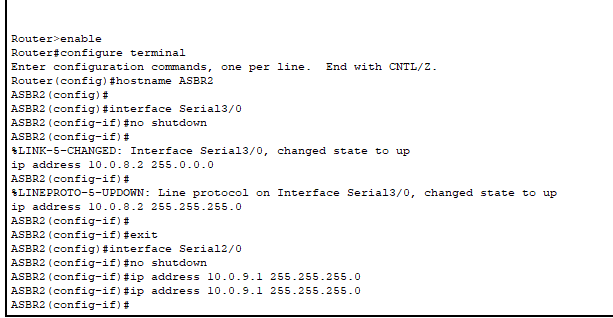 Router>enable
Router#configure terminal
Enter configuration commands, one per line.  End with CNTL/Z.
Router(config)#hostname ASBR2
ASBR2(config)#
ASBR2(config)#interface Serial3/0
ASBR2(config-if)#no shutdown
ASBR2(config-if)#
%LINK-5-CHANGED: Interface Serial3/0, changed state to up
ip address 10.0.8.2 255.0.0.0
ASBR2(config-if)#
%LINEPROTO-5-UPDOWN: Line protocol on Interface Serial3/0, changed state to up
ip address 10.0.8.2 255.255.255.0
ASBR2(config-if)#
ASBR2(config-if)#exit
ASBR2(config)#interface Serial2/0
ASBR2(config-if)#no shutdown
ASBR2(config-if)#ip address 10.0.9.1 255.255.255.0
ASBR2(config-if)#ip address 10.0.9.1 255.255.255.0
ASBR2(config-if)#